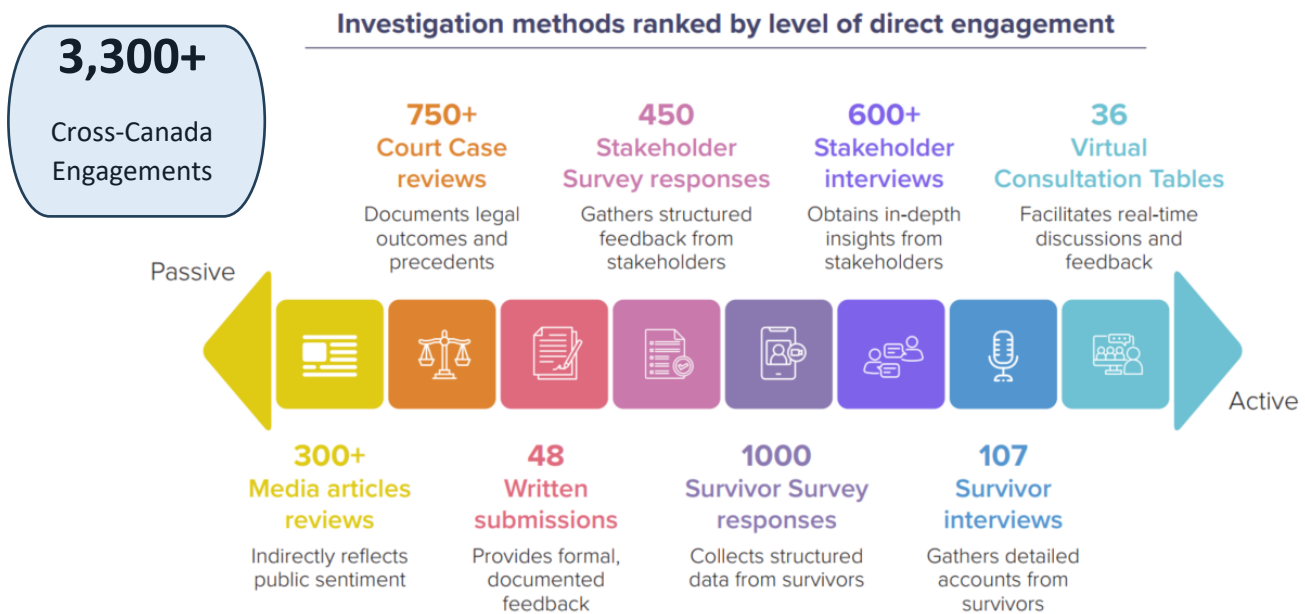 Investigation methods ranked by level of direct engagement
3,300+
Cross-Canada
Engagements
750+
Court Case
reviews
Documents legal
outcomes and
precedents
450
Stakeholder
Survey responses
Gathers structured
feedback from
stakeholders
600+
Stakeholder
interviews
Obtains in-depth
insights from
stakeholders
36
Virtual
Consultation Tables
Facilitates real-time
discussions and
feedback
Passive
Active
300+
Media articles
reviews
Indirectly reflects
public sentiment
48
Written
submissions
Provides formal,
documented
feedback
1000
Survivor Survey
responses
Collects structured
data from survivors
107
Survivor
interviews
Gathers detailed
accounts from
survivors